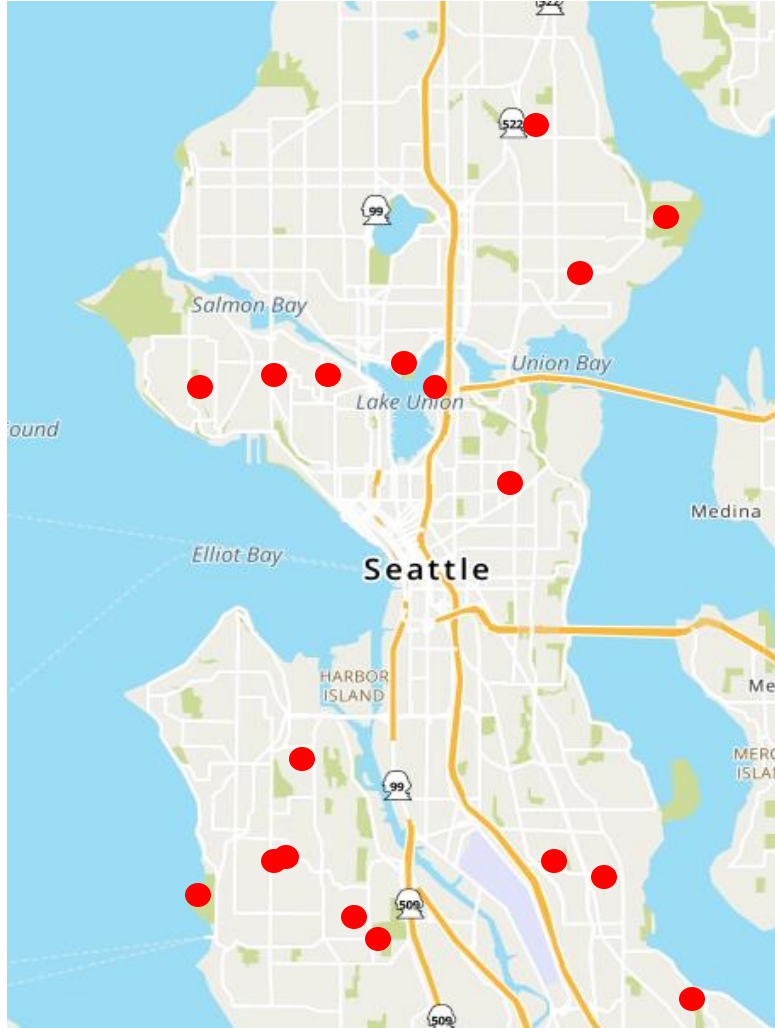 522
522
99
Salmon Bay
Union Bay
Lake Union
ound
Medina
Elliot Bay
Seattle
HARBOR
ISLAND
Me
MERC
ISLA
99
509
509